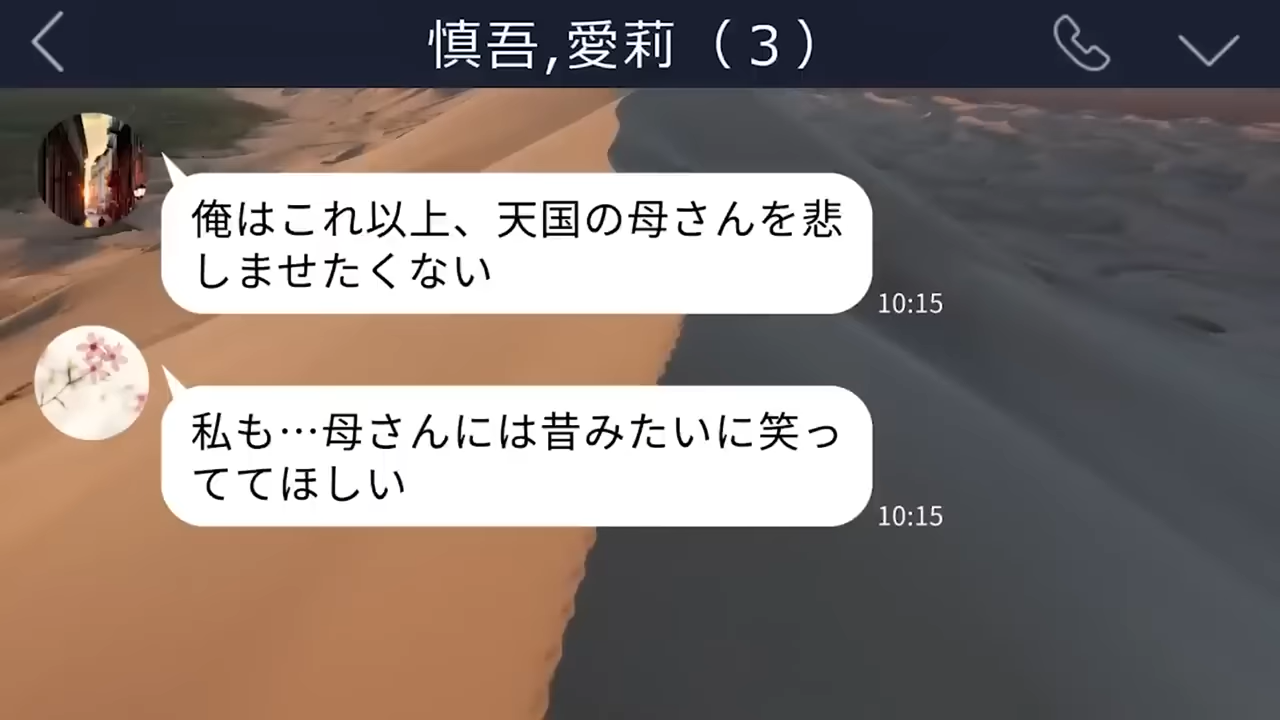 慎吾,愛莉（3）
俺はこれ以上、天国の母さんを悲
しませたくない
10:15
私も…母さんには昔みたいに笑っ
ててほしい
10:15